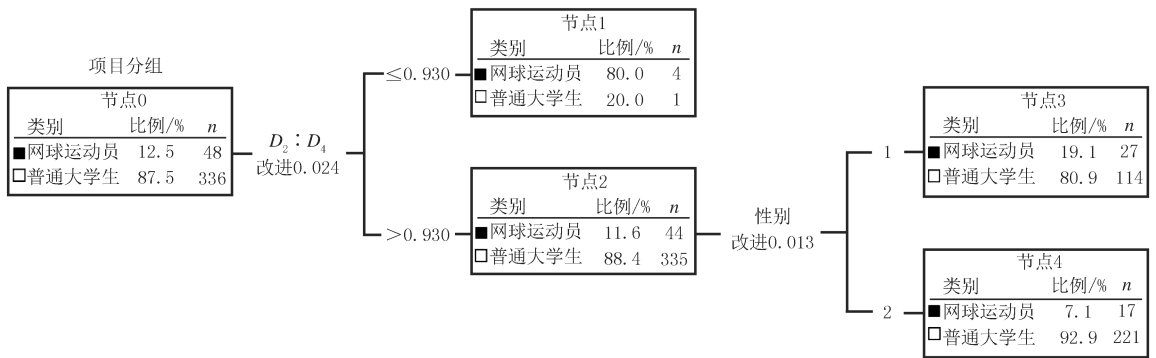 项目分组
节点0
类别 比例/% n
■网球运动员 12.5 48
□普通大学生 87.5 336
D2∶D4
改进0.024
≤0.930
节点1
类别 比例/% n
■网球运动员 80.0 4
□普通大学生 20.0 1
>0.930
节点2
类别 比例/% n
■网球运动员 11.6 44
□普通大学生 88.4 335
性别
改进0.013
1
节点3
类别 比例/% n
■网球运动员 19.1 27
□普通大学生 80.9 114
2
节点4
类别 比例/% n
■网球运动员 7.1 17
□普通大学生 92.9 221